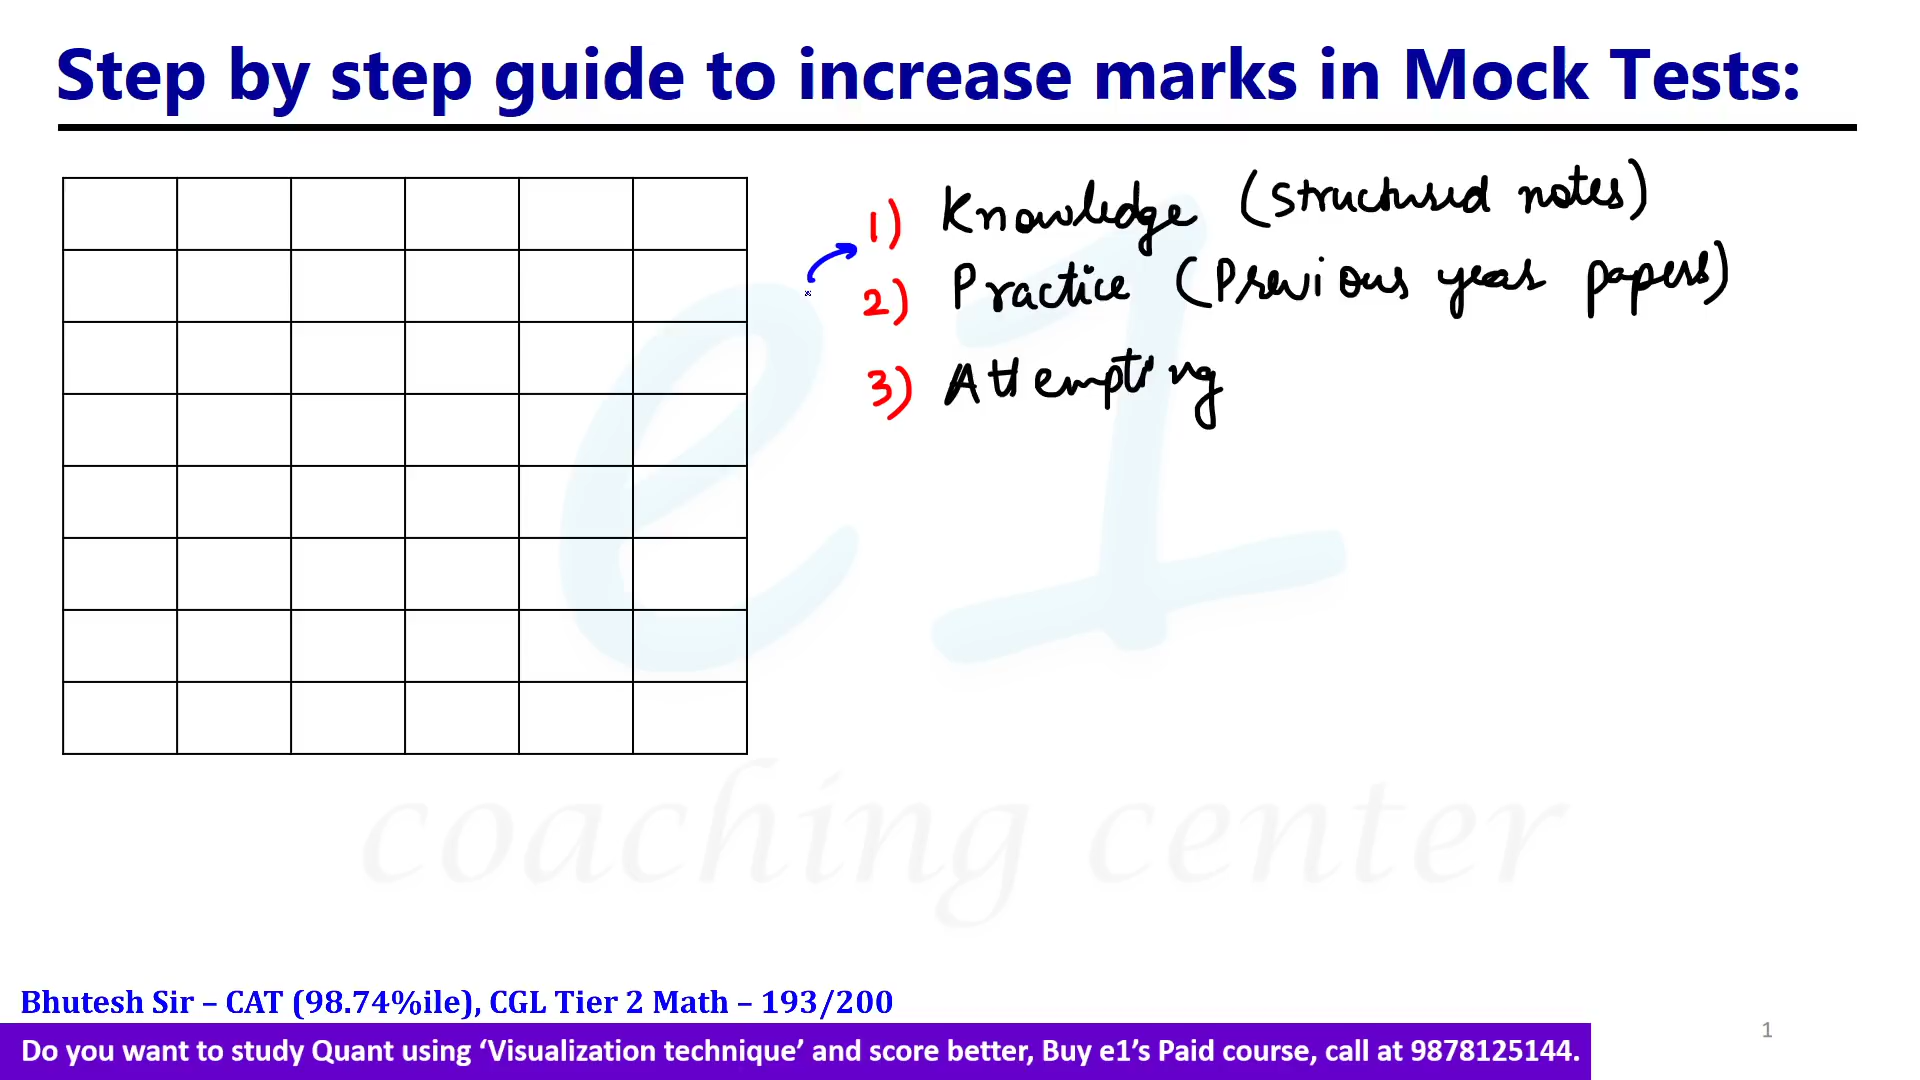 Step by step guide to increase marks in Mock Tests:
1) Knowledge (structured notes)
2) Practice (Previous year papers)
3) Attempting
e1
coaching center
Bhutesh Sir – CAT (98.74%ile), CGL Tier 2 Math – 193/200
Do you want to study Quant using ‘Visualization technique’ and score better, Buy e1’s Paid course, call at 9878125144.
1